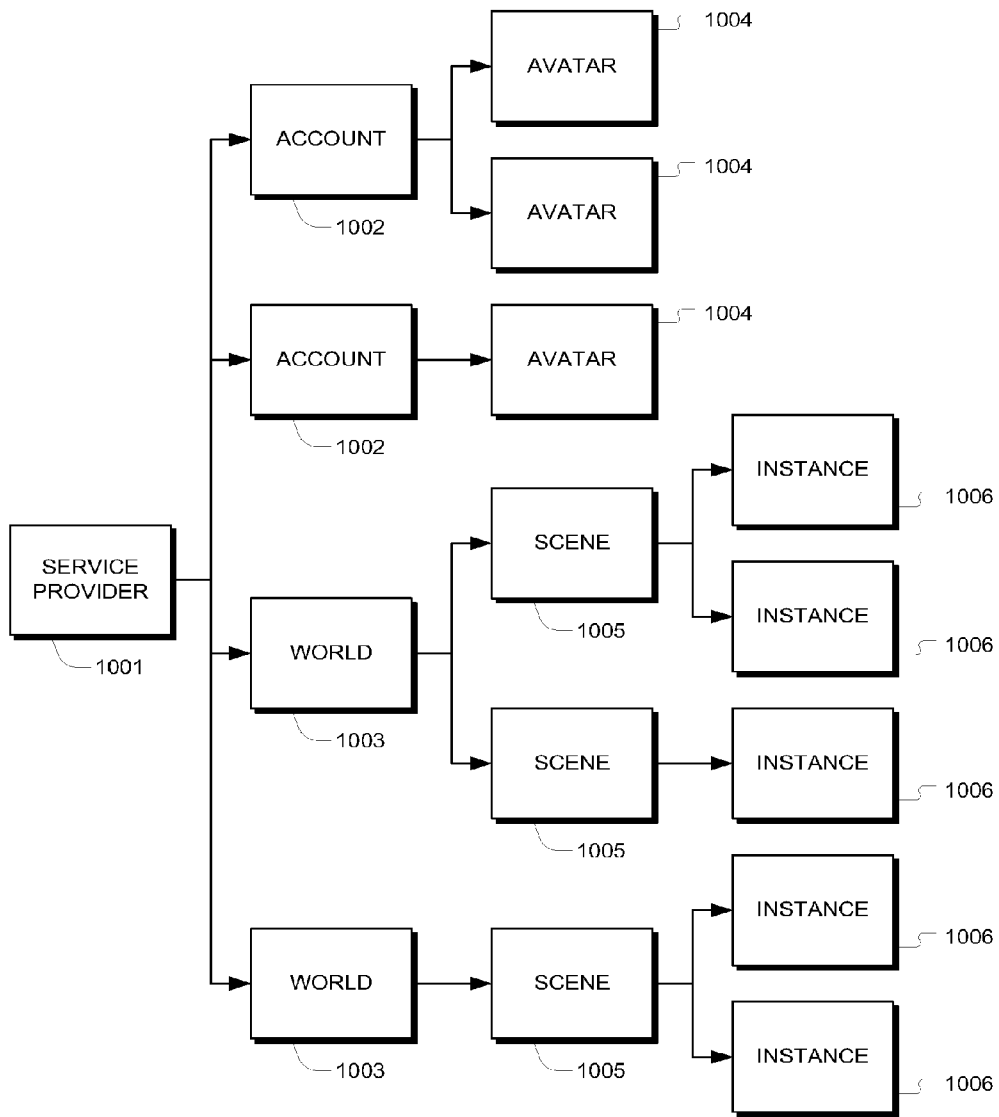 1004
AVATAR
ACCOUNT
1004
AVATAR
1002
1004
ACCOUNT
AVATAR
1002
INSTANCE
1006
SCENE
SERVICE
PROVIDER
INSTANCE
1005
1006
1001
WORLD
1003
SCENE
INSTANCE
1006
1005
INSTANCE
1006
WORLD
SCENE
INSTANCE
1003
1005
1006